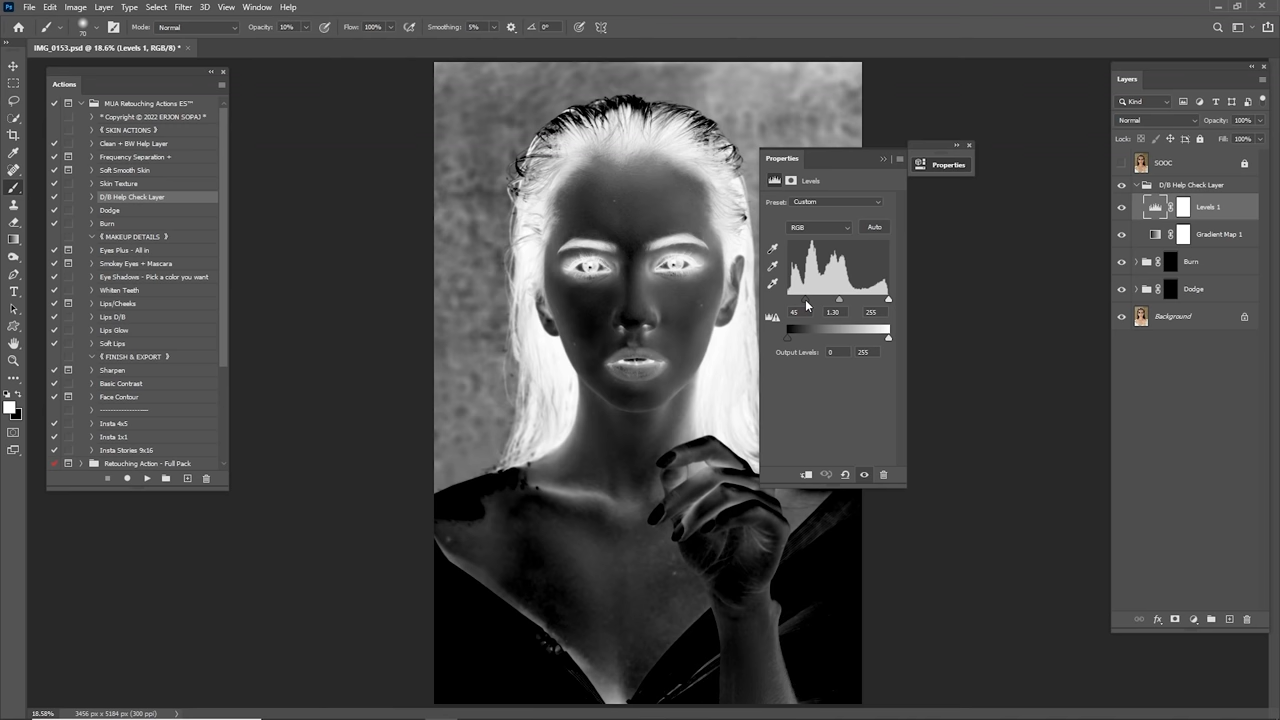 Ps File Edit Image Layer Type Select Filter 3D View Window Help
70 Mode: Normal Opacity: 10% Flow: 100% Smoothing: 5% 0°
IMG_0153.psd @ 18.6% (Levels 1, RGB/8) * ×
Actions
MUA Retouching Actions ES™
* Copyright © 2022 ERJON SOPAJ *
《 SKIN ACTIONS 》
Clean + BW Help Layer
Frequency Separation +
Soft Smooth Skin
Skin Texture
D/B Help Check Layer
Dodge
Burn
《 MAKEUP DETAILS 》
Eyes Plus - All in
Smokey Eyes + Mascara
Eye Shadows - Pick a color you want
Whiten Teeth
Lips/Cheeks
Lips D/B
Lips Glow
Soft Lips
《 FINISH & EXPORT 》
Sharpen
Basic Contrast
Face Contour
--------------------
Insta 4x5
Insta 1x1
Insta Stories 9x16
Retouching Action - Full Pack
Properties
Levels
Preset: Custom
RGB Auto
45 1.30 255
Output Levels: 0 255
Properties
Layers
Kind
Normal Opacity: 100%
Lock: Fill: 100%
SOOC
D/B Help Check Layer
Levels 1
Gradient Map 1
Burn
Dodge
Background
18.58% 3456 px x 5184 px (300 ppi)